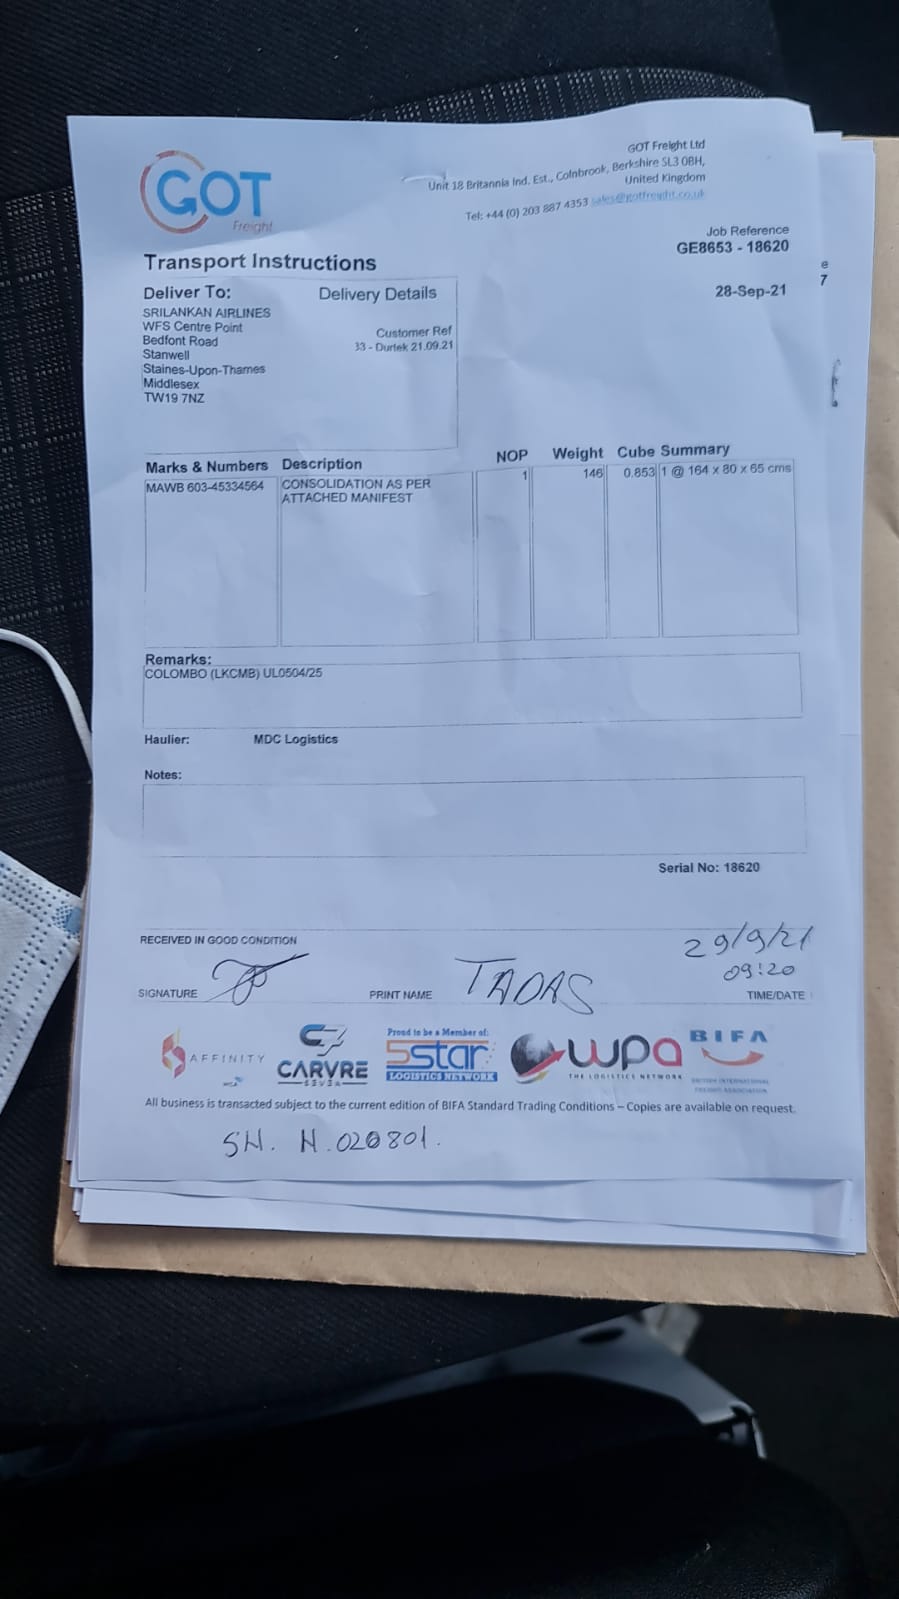 GOT
Freight
GOT Freight Ltd
Unit 18 Britannia Ind. Est., Colnbrook, Berkshire SL3 0BH,
United Kingdom
Tel: +44 (0) 203 887 4353 sales@gotfreight.co.uk
Job Reference
GE8653 - 18620
28-Sep-21
e
7
Transport Instructions
Deliver To:
SRILANKAN AIRLINES
WFS Centre Point
Bedfont Road
Stanwell
Staines-Upon-Thames
Middlesex
TW19 7NZ
Delivery Details
Customer Ref
33 - Durlek 21.09.21
Marks & Numbers Description NOP Weight Cube Summary
MAWB 603-45334564 CONSOLIDATION AS PER 1 146 0.853 1 @ 164 x 80 x 65 cms
ATTACHED MANIFEST
Remarks:
COLOMBO (LKCMB) UL0504/25
Haulier: MDC Logistics
Notes:
Serial No: 18620
RECEIVED IN GOOD CONDITION
29/9/21
09:20
SIGNATURE PRINT NAME TADAS TIME/DATE
AFFINITY
CARVRE
SEVEN
Proud to be a Member of:
5star
LOGISTICS NETWORK
wpa
THE LOGISTICS NETWORK
BIFA
BRITISH INTERNATIONAL
FREIGHT ASSOCIATION
All business is transacted subject to the current edition of BIFA Standard Trading Conditions – Copies are available on request.
SH. H.020801.